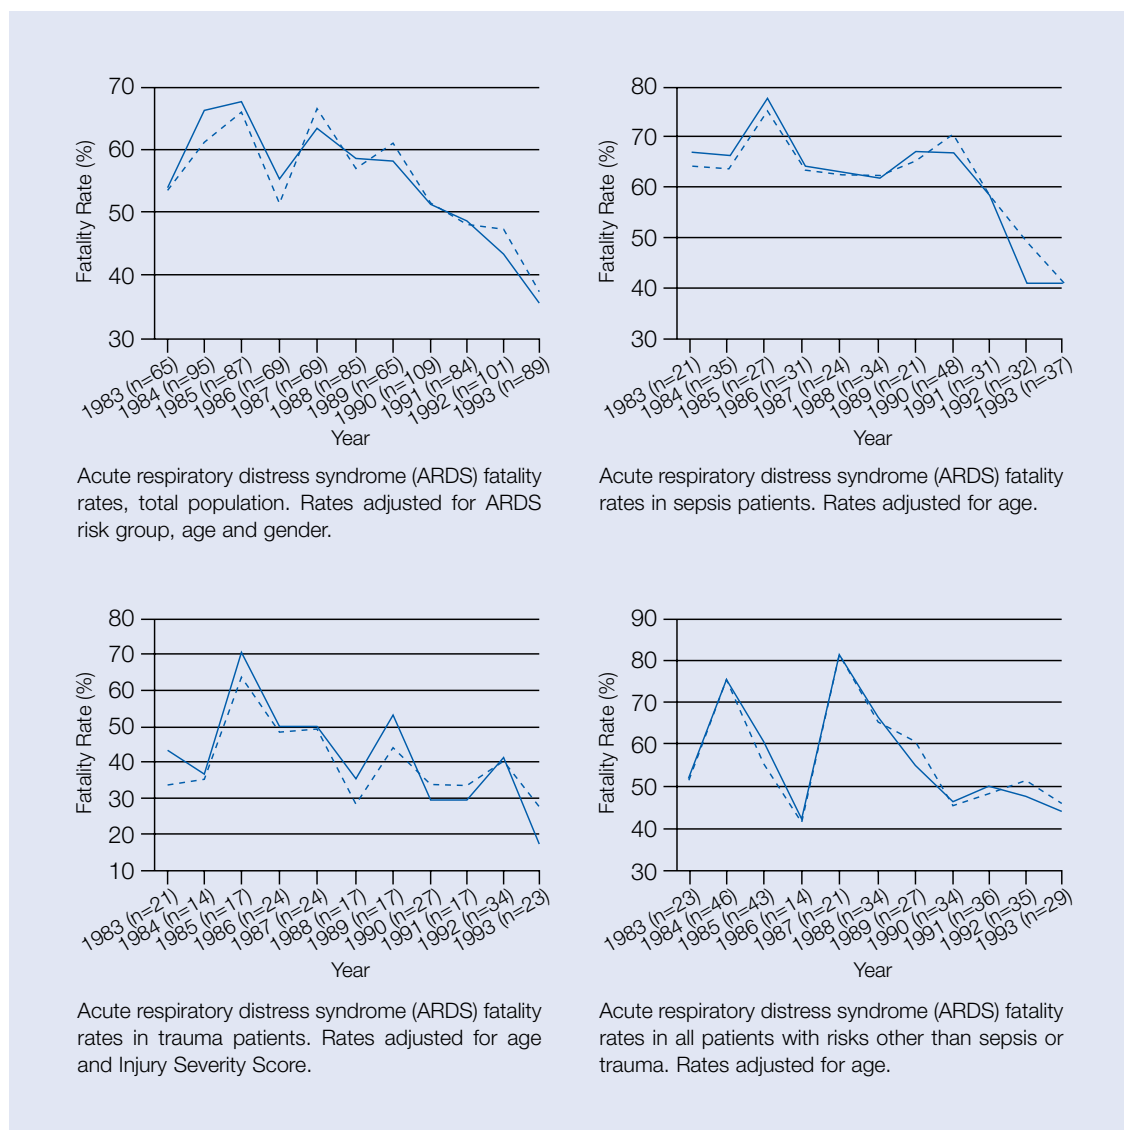 70
60
50
40
30
Fatality Rate (%)
1983 (n=65)
1984 (n=95)
1985 (n=87)
1986 (n=69)
1987 (n=69)
1988 (n=85)
1989 (n=65)
1990 (n=109)
1991 (n=84)
1992 (n=101)
1993 (n=89)
Year
Acute respiratory distress syndrome (ARDS) fatality
rates, total population. Rates adjusted for ARDS
risk group, age and gender.
80
70
60
50
40
30
Fatality Rate (%)
1983 (n=21)
1984 (n=35)
1985 (n=27)
1986 (n=31)
1987 (n=24)
1988 (n=34)
1989 (n=21)
1990 (n=48)
1991 (n=31)
1992 (n=32)
1993 (n=37)
Year
Acute respiratory distress syndrome (ARDS) fatality
rates in sepsis patients. Rates adjusted for age.
80
70
60
50
40
30
20
10
Fatality Rate (%)
1983 (n=21)
1984 (n=14)
1985 (n=17)
1986 (n=24)
1987 (n=24)
1988 (n=17)
1989 (n=17)
1990 (n=27)
1991 (n=17)
1992 (n=34)
1993 (n=23)
Year
Acute respiratory distress syndrome (ARDS) fatality
rates in trauma patients. Rates adjusted for age
and Injury Severity Score.
90
80
70
60
50
40
30
Fatality Rate (%)
1983 (n=23)
1984 (n=46)
1985 (n=43)
1986 (n=14)
1987 (n=21)
1988 (n=34)
1989 (n=27)
1990 (n=34)
1991 (n=36)
1992 (n=35)
1993 (n=29)
Year
Acute respiratory distress syndrome (ARDS) fatality
rates in all patients with risks other than sepsis or
trauma. Rates adjusted for age.